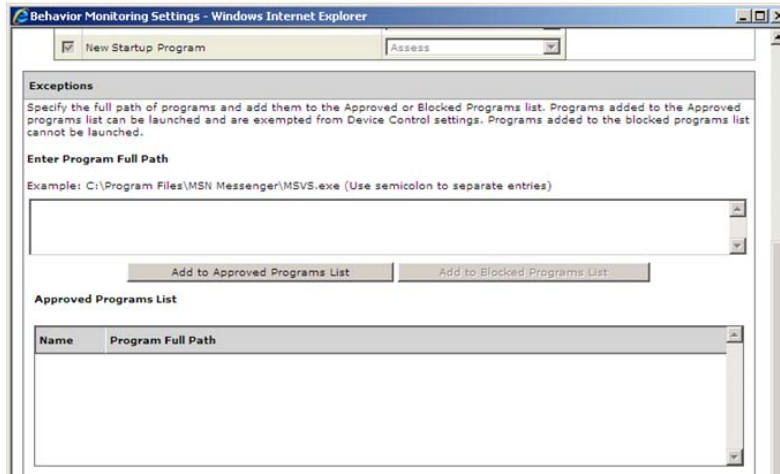 Behavior Monitoring Settings - Windows Internet Explorer
New Startup Program Assess
Exceptions
Specify the full path of programs and add them to the Approved or Blocked Programs list. Programs added to the Approved
programs list can be launched and are exempted from Device Control settings. Programs added to the blocked programs list
cannot be launched.
Enter Program Full Path
Example: C:\Program Files\MSN Messenger\MSVS.exe (Use semicolon to separate entries)
Add to Approved Programs List Add to Blocked Programs List
Approved Programs List
Name Program Full Path